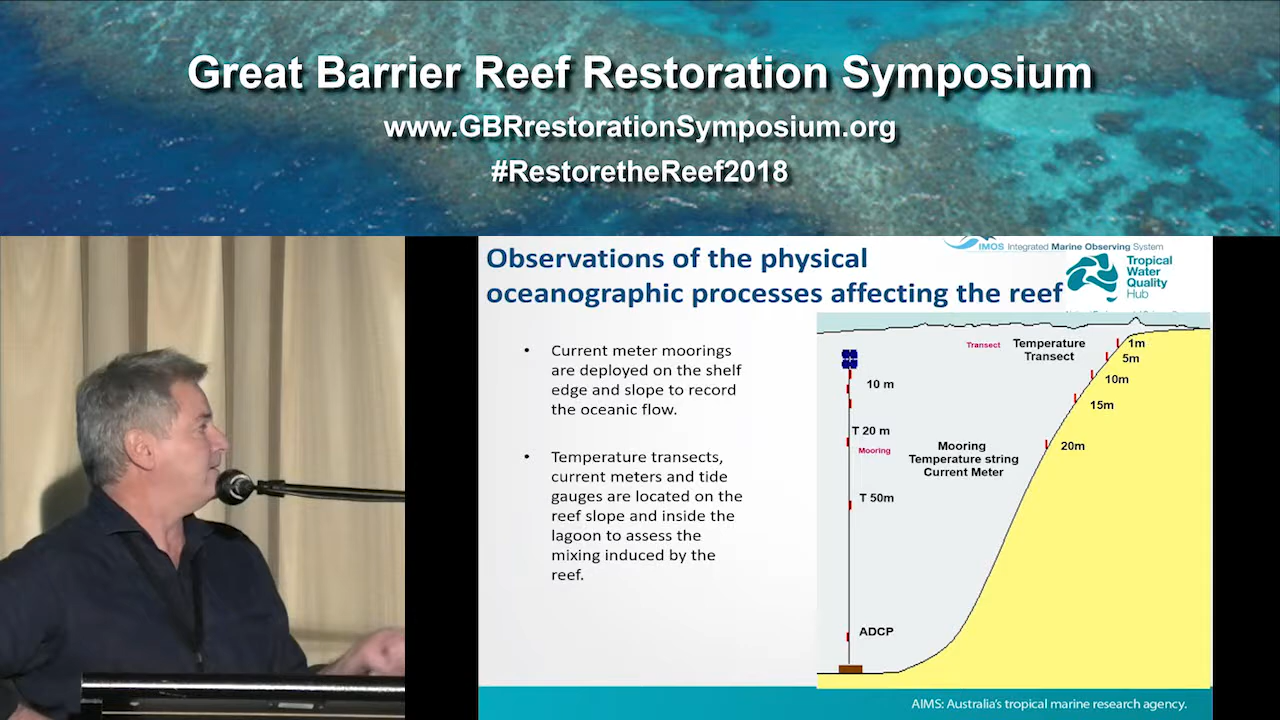 Great Barrier Reef Restoration Symposium
www.GBRrestorationSymposium.org
#RestoretheReef2018
Observations of the physical
oceanographic processes affecting the reef
IMOS Integrated Marine Observing System
Tropical
Water
Quality
Hub
• Current meter moorings
are deployed on the shelf
edge and slope to record
the oceanic flow.
• Temperature transects,
current meters and tide
gauges are located on the
reef slope and inside the
lagoon to assess the
mixing induced by the
reef.
Transect
Temperature
Transect
1m
5m
10m
15m
20m
10 m
T 20 m
Mooring
Mooring
Temperature string
Current Meter
T 50m
ADCP
AIMS: Australia's tropical marine research agency.